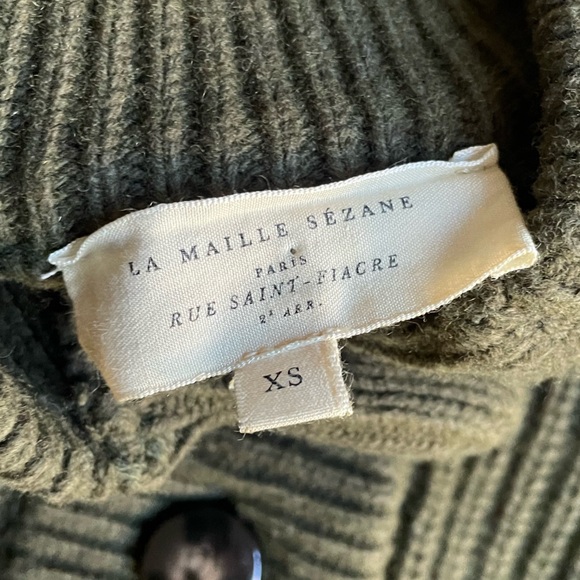 LA MAILLE SÉZANE
PARIS
RUE SAINT-FIACRE
2E ARR.
XS